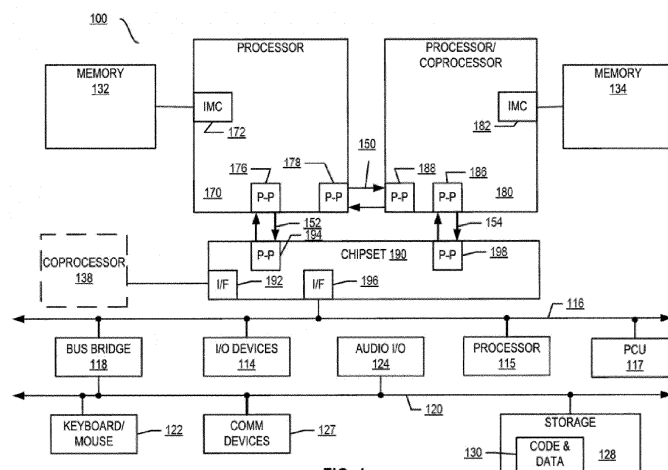 100
PROCESSOR
PROCESSOR/
COPROCESSOR
MEMORY
132
IMC
172
IMC
182
MEMORY
134
176
178
150
188
186
170
P-P
P-P
P-P
P-P
180
152
154
194
P-P
CHIPSET 190
P-P
198
COPROCESSOR
138
I/F
192
I/F
196
116
BUS BRIDGE
118
I/O DEVICES
114
AUDIO I/O
124
PROCESSOR
115
PCU
117
120
KEYBOARD/
MOUSE
122
COMM
DEVICES
127
STORAGE
130
CODE &
DATA
128